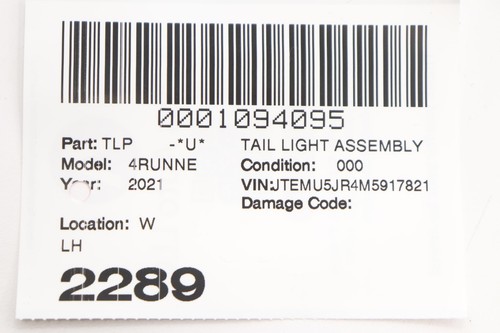 0001094095
Part: TLP -*U* TAIL LIGHT ASSEMBLY
Model: 4RUNNE Condition: 000
Year: 2021 VIN:JTEMU5JR4M5917821
Damage Code:
Location: W
LH
2289